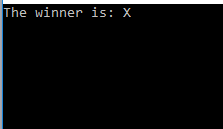 The winner is: X